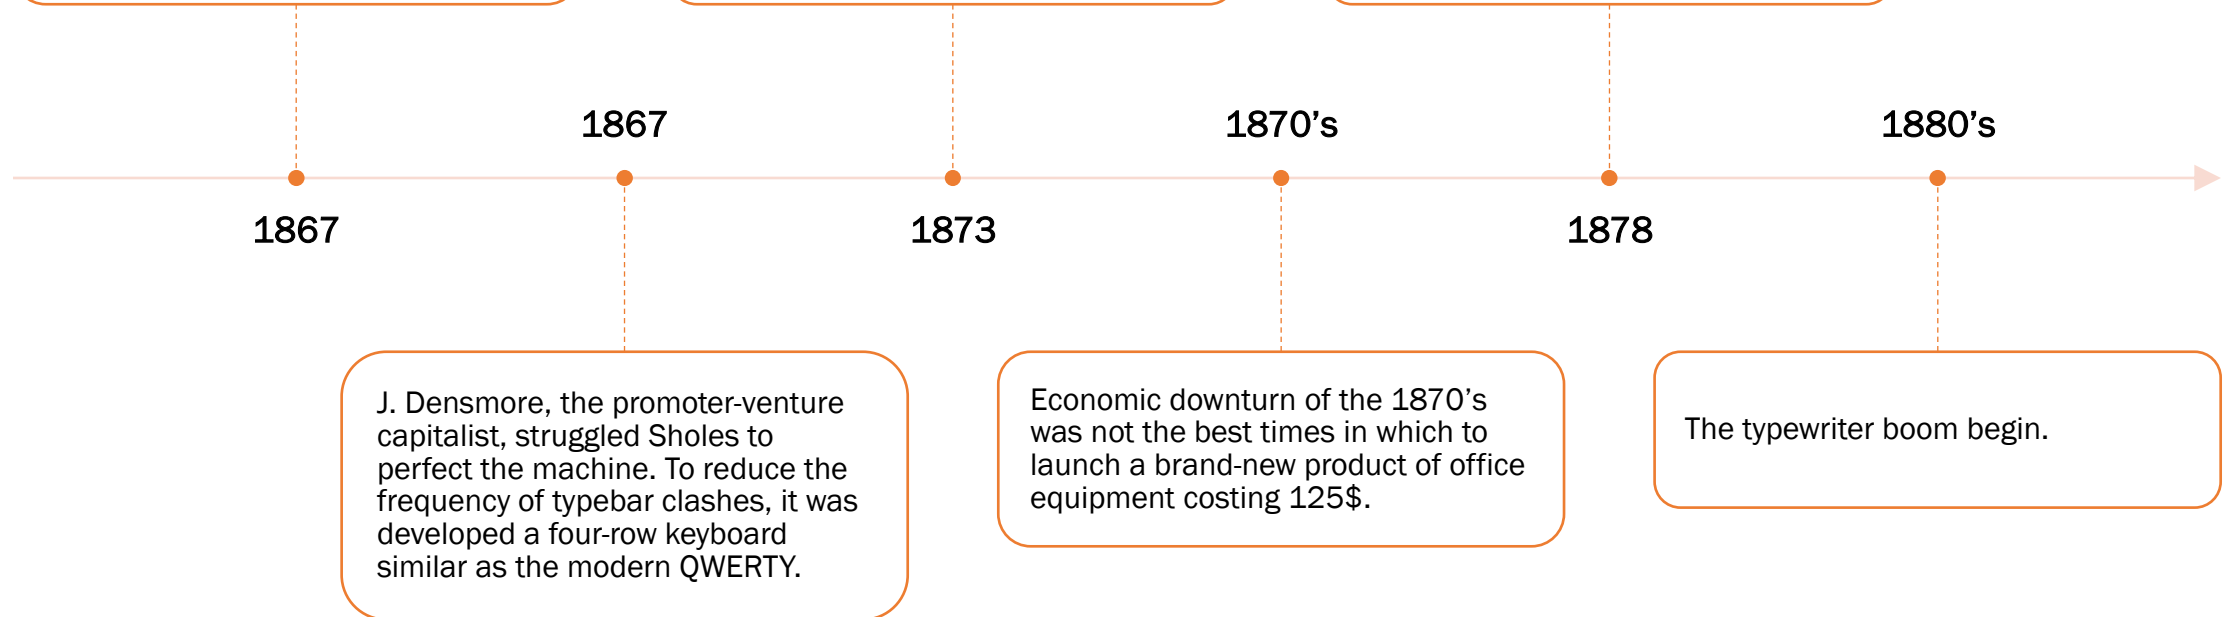 1867
1870’s
1880’s
1867
1873
1878
J. Densmore, the promoter-venture
capitalist, struggled Sholes to
perfect the machine. To reduce the
frequency of typebar clashes, it was
developed a four-row keyboard
similar as the modern QWERTY.
Economic downturn of the 1870’s
was not the best times in which to
launch a brand-new product of office
equipment costing 125$.
The typewriter boom begin.